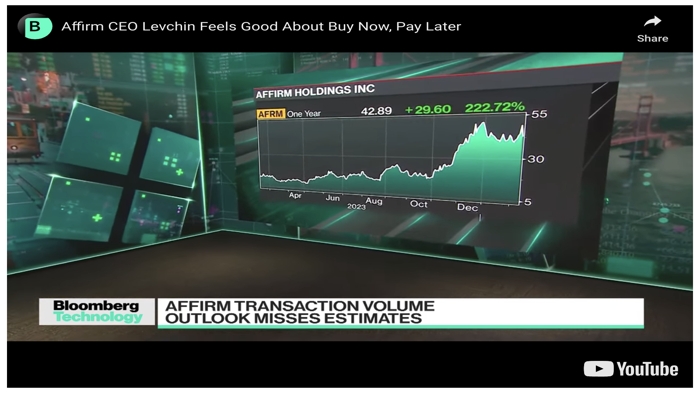 B
Affirm CEO Levchin Feels Good About Buy Now, Pay Later
Share
AFFIRM HOLDINGS INC
AFRM One Year 42.89 +29.60 222.72%
55
30
5
Apr Jun Aug Oct Dec
2023
Bloomberg
Technology
AFFIRM TRANSACTION VOLUME
OUTLOOK MISSES ESTIMATES
YouTube